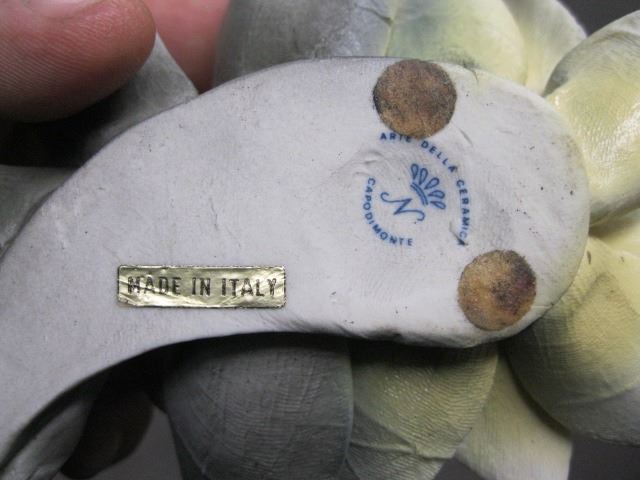 ARTE DELLA CERAMICA
N
CAPODIMONTE
MADE IN ITALY